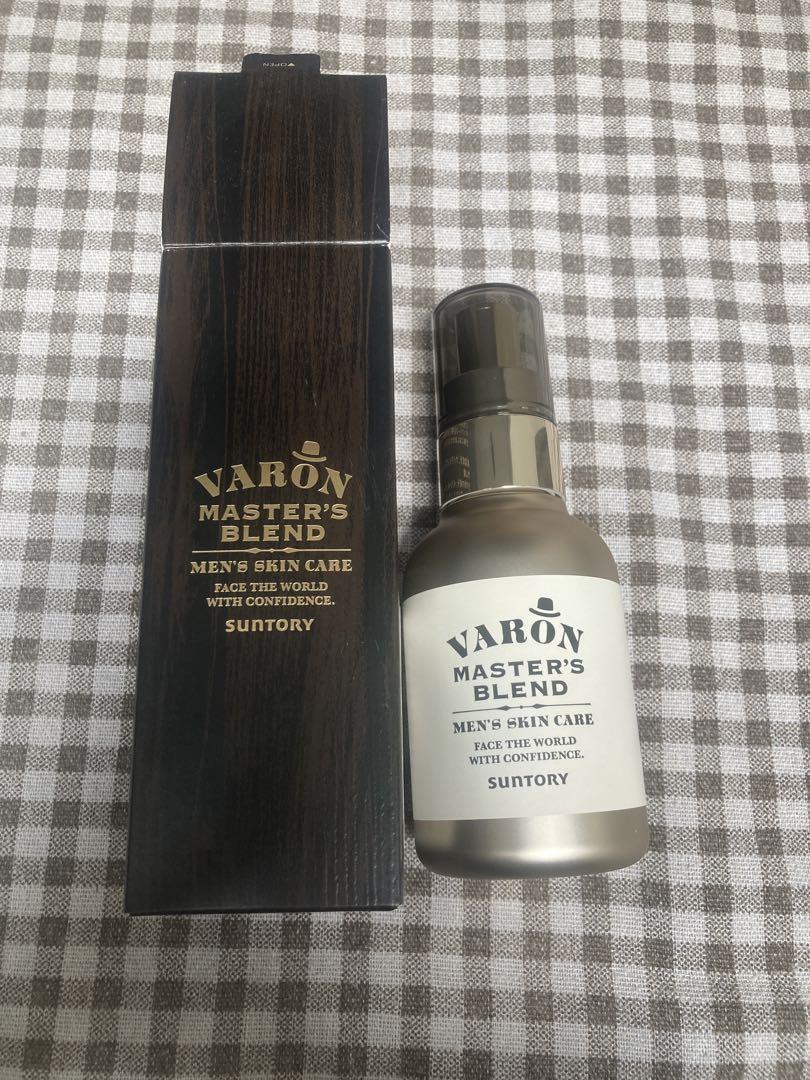 ▼OPEN
VARON
MASTER'S
BLEND
MEN'S SKIN CARE
FACE THE WORLD
WITH CONFIDENCE.
SUNTORY
VARON
MASTER'S
BLEND
MEN'S SKIN CARE
FACE THE WORLD
WITH CONFIDENCE.
SUNTORY